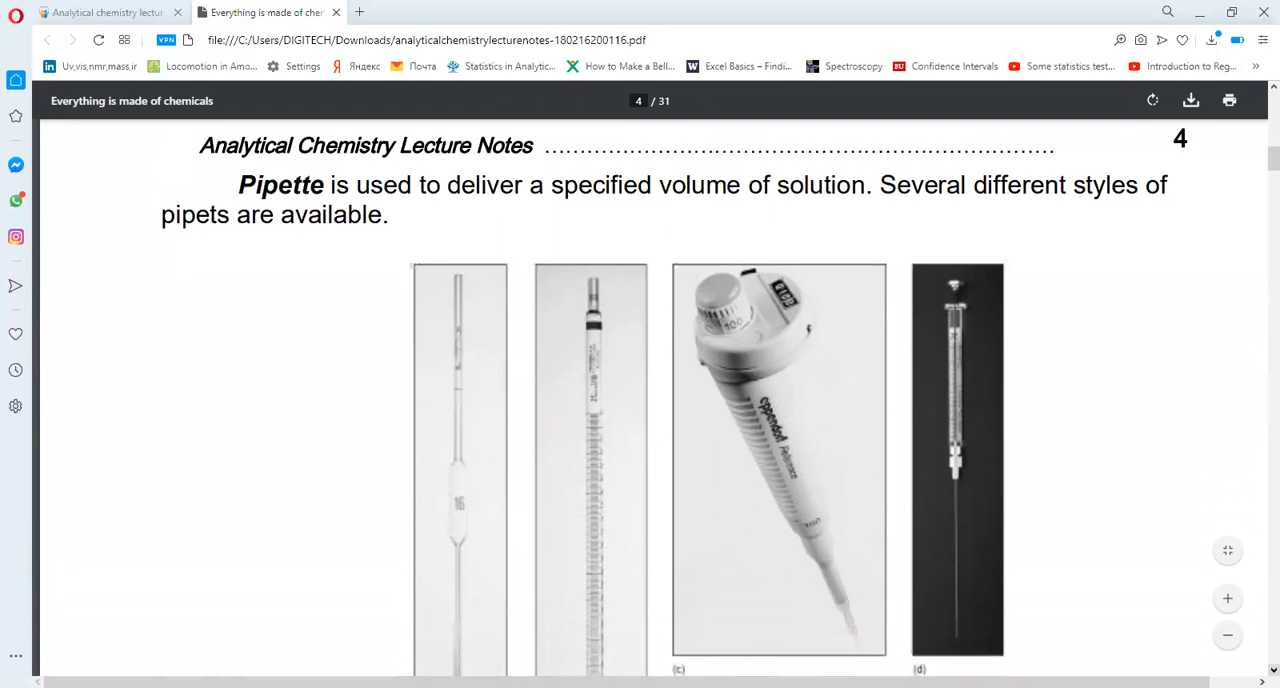 Analytical chemistry lectur
Everything is made of cher
VPN
file:///C:/Users/DIGITECH/Downloads/analyticalchemistrylecturenotes-180216200116.pdf
Uv,vis,nmr,mass,ir
Locomotion in Amo...
Settings
Яндекс
Почта
Statistics in Analytic...
How to Make a Bell...
Excel Basics – Findi...
Spectroscopy
Confidence Intervals
Some statistics test...
Introduction to Reg...
Everything is made of chemicals
4 / 31
Analytical Chemistry Lecture Notes ........................................................................
4
Pipette is used to deliver a specified volume of solution. Several different styles of
pipets are available.
16
100
eppendorf Reference
(c)
(d)